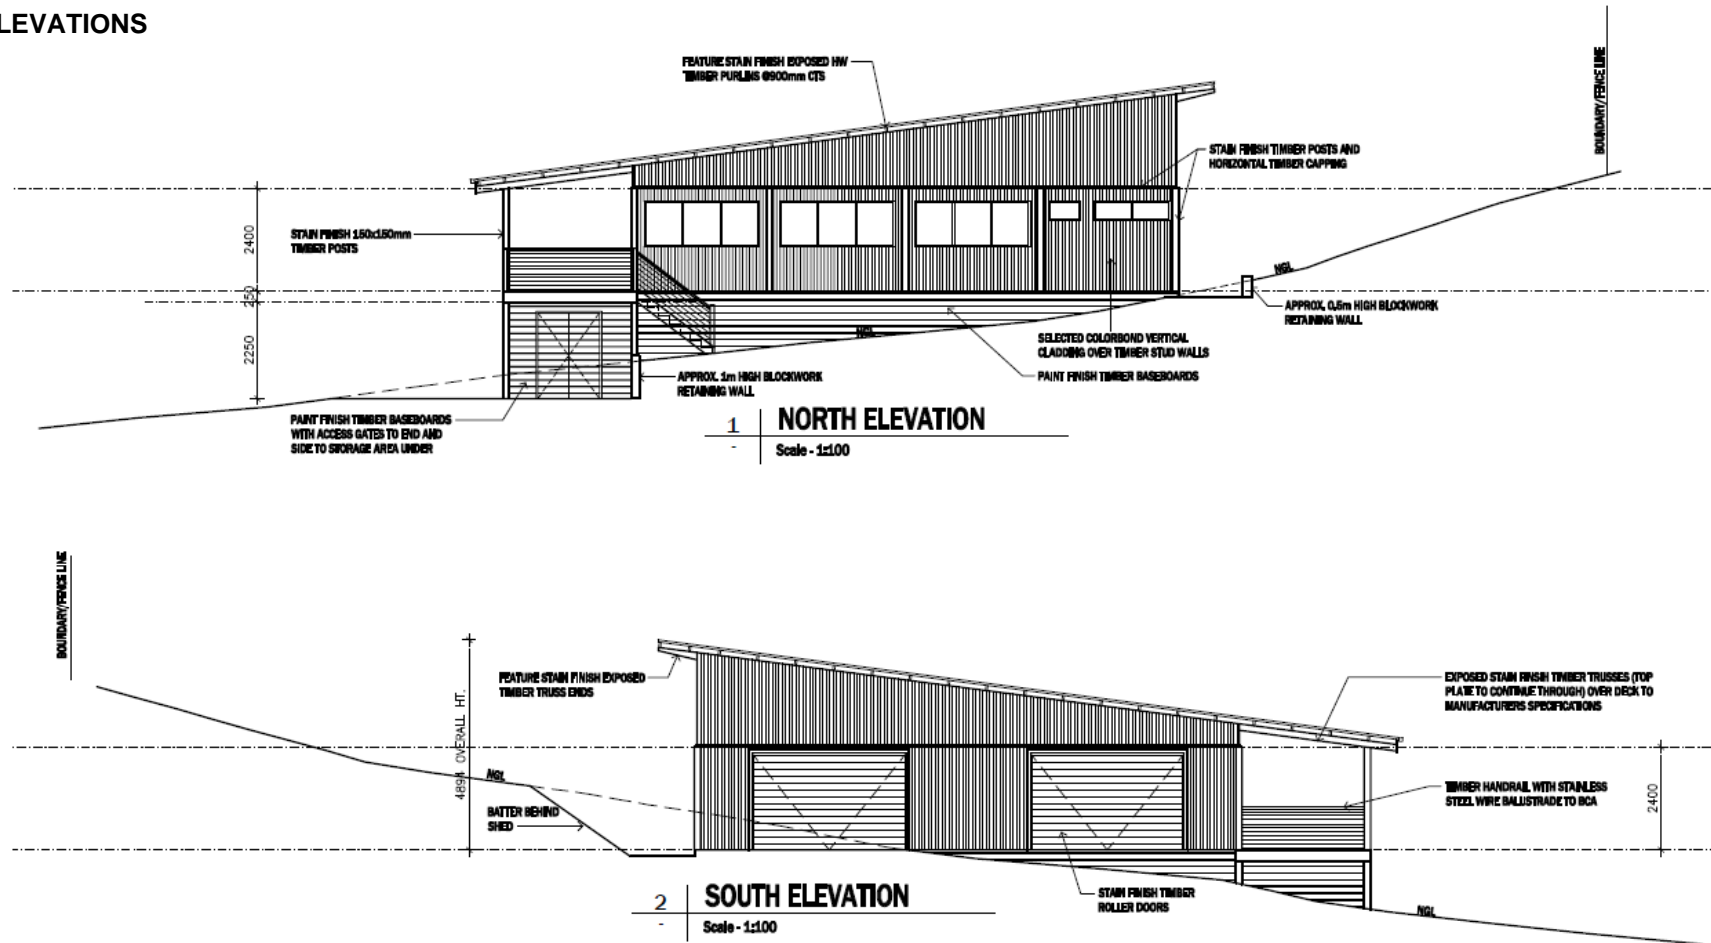 LEVATIONS
FEATURE STAIN FINISH EXPOSED HW
TIMBER PURLINS @900mm CTS
BOUNDARY/FENCE LINE
STAIN FINISH TIMBER POSTS AND
HORIZONTAL TIMBER CAPPING
STAIN FINISH 150x150mm
TIMBER POSTS
2400
250
2250
NGL
APPROX. 0.5m HIGH BLOCKWORK
RETAINING WALL
NGL
SELECTED COLORBOND VERTICAL
CLADDING OVER TIMBER STUD WALLS
PAINT FINISH TIMBER BASEBOARDS
APPROX. 1m HIGH BLOCKWORK
RETAINING WALL
PAINT FINISH TIMBER BASEBOARDS
WITH ACCESS GATES TO END AND
SIDE TO STORAGE AREA UNDER
1 NORTH ELEVATION
- Scale - 1:100
BOUNDARY/FENCE LINE
4894 OVERALL HT.
FEATURE STAIN FINISH EXPOSED
TIMBER TRUSS ENDS
EXPOSED STAIN FINSIH TIMBER TRUSSES (TOP
PLATE TO CONTINUE THROUGH) OVER DECK TO
MANUFACTURERS SPECIFICATIONS
NGL
BATTER BEHIND
SHED
TIMBER HANDRAIL WITH STAINLESS
STEEL WIRE BALUSTRADE TO BCA
2400
STAIN FINISH TIMBER
ROLLER DOORS
NGL
2 SOUTH ELEVATION
- Scale - 1:100